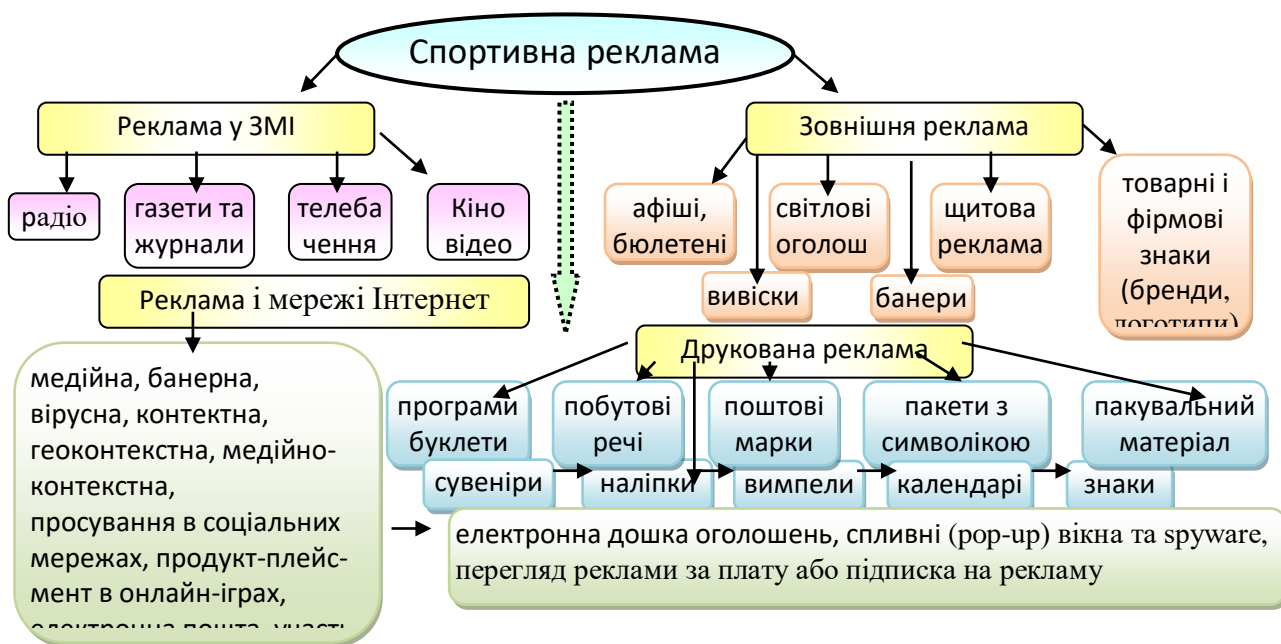 Спортивна реклама
Реклама у ЗМІ
радіо
газети та
журнали
телеба
чення
Кіно
відео
Зовнішня реклама
афіші,
бюлетені
світлові
оголош
щитова
реклама
товарні і
фірмові
знаки
(бренди,
логотипи)
вивіски
банери
Реклама і мережі Інтернет
медійна, банерна,
вірусна, контектна,
геоконтекстна, медійно-
контекстна,
просування в соціальних
мережах, продукт-плейс-
мент в онлайн-іграх,
електронна пошта, участь
Друкована реклама
програми
буклети
побутові
речі
поштові
марки
пакети з
символікою
пакувальний
матеріал
сувеніри
наліпки
вимпели
календарі
знаки
електронна дошка оголошень, спливні (pop-up) вікна та spyware,
перегляд реклами за плату або підписка на рекламу